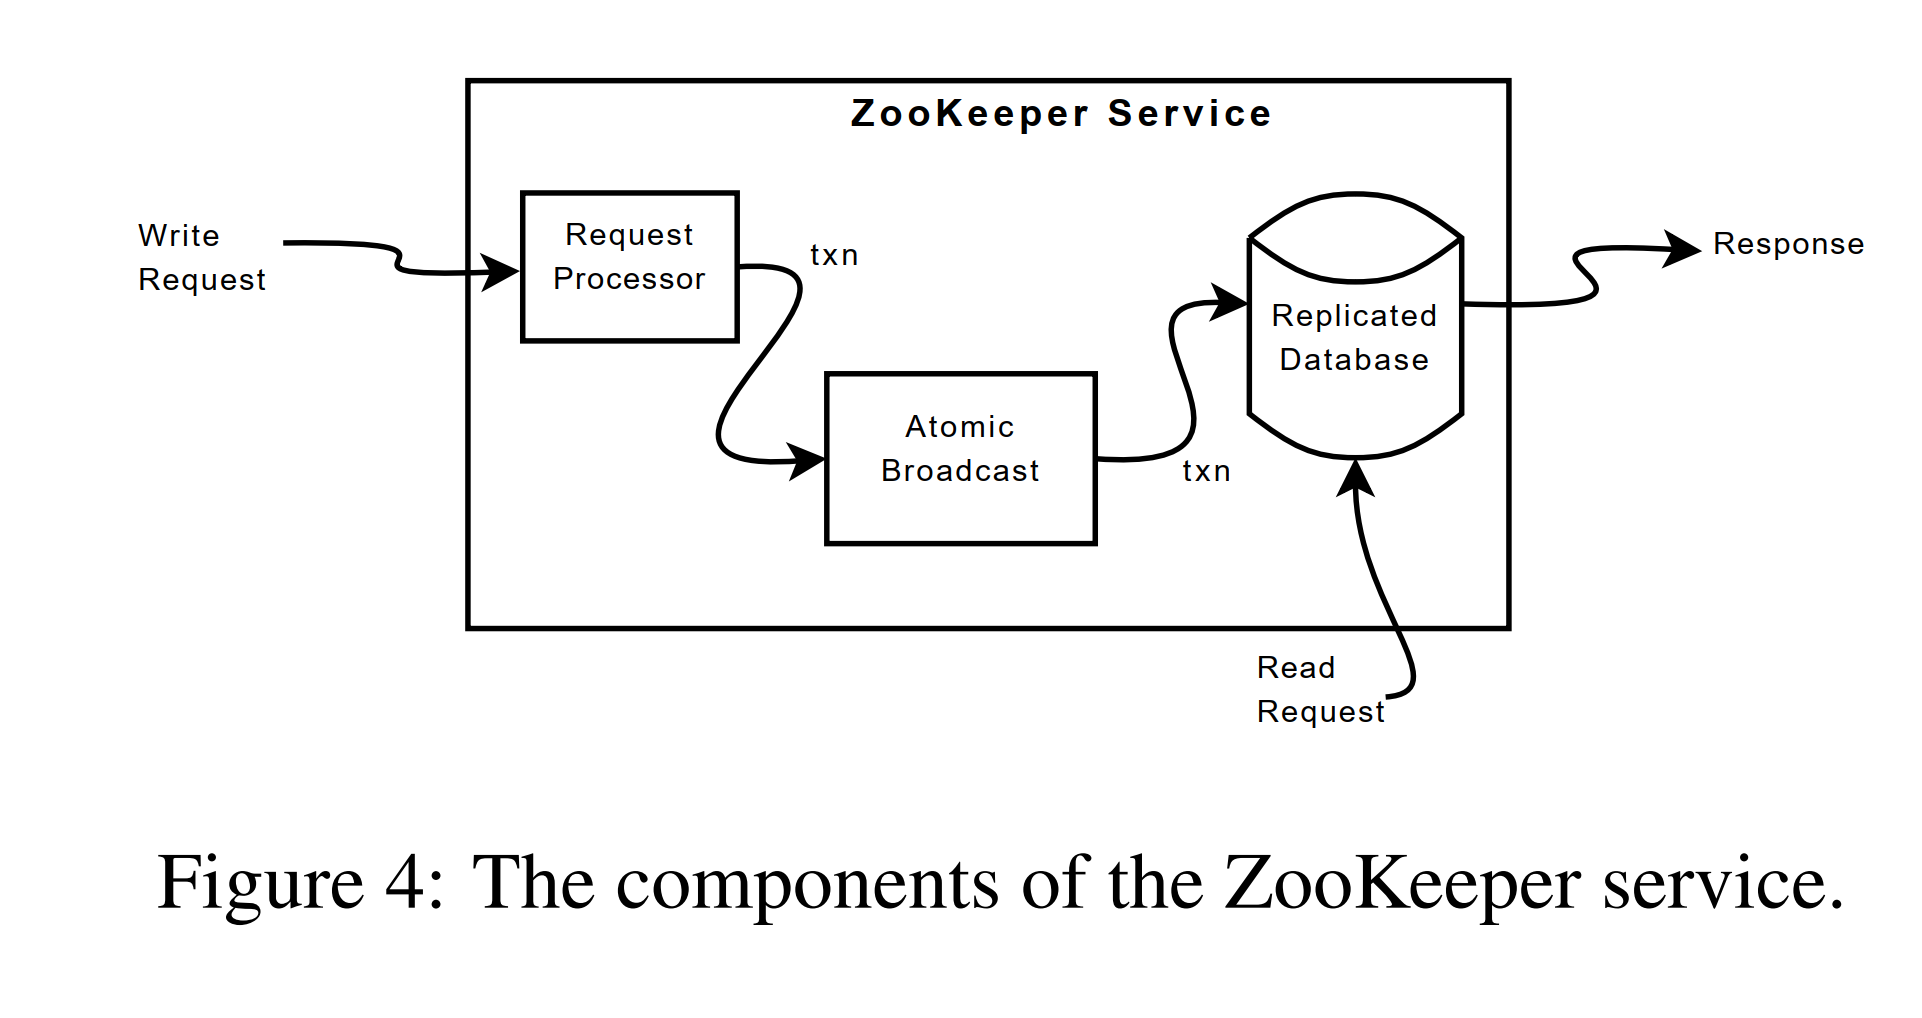 ZooKeeper Service
Write
Request
Request
Processor
txn
Atomic
Broadcast
txn
Replicated
Database
Response
Read
Request
Figure 4: The components of the ZooKeeper service.